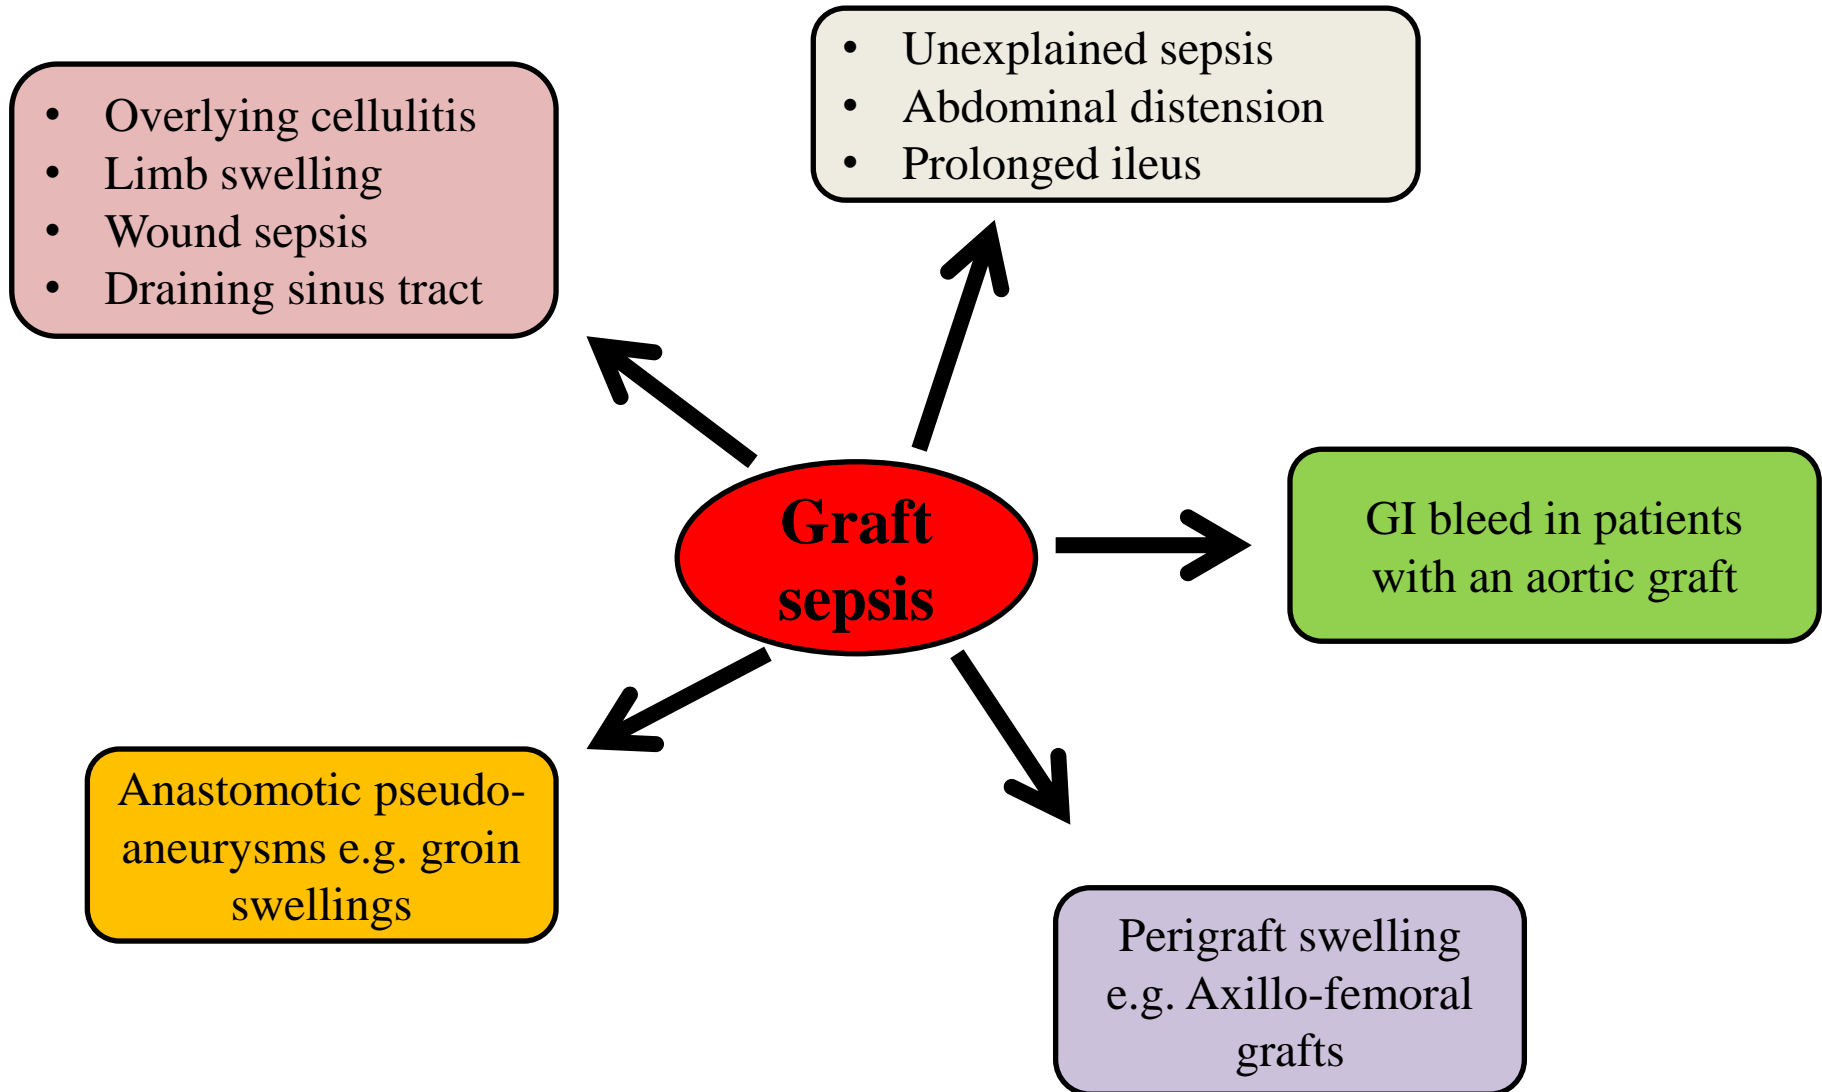 • Unexplained sepsis
• Abdominal distension
• Prolonged ileus
• Overlying cellulitis
• Limb swelling
• Wound sepsis
• Draining sinus tract
Graft
sepsis
GI bleed in patients
with an aortic graft
Anastomotic pseudo-
aneurysms e.g. groin
swellings
Perigraft swelling
e.g. Axillo-femoral
grafts